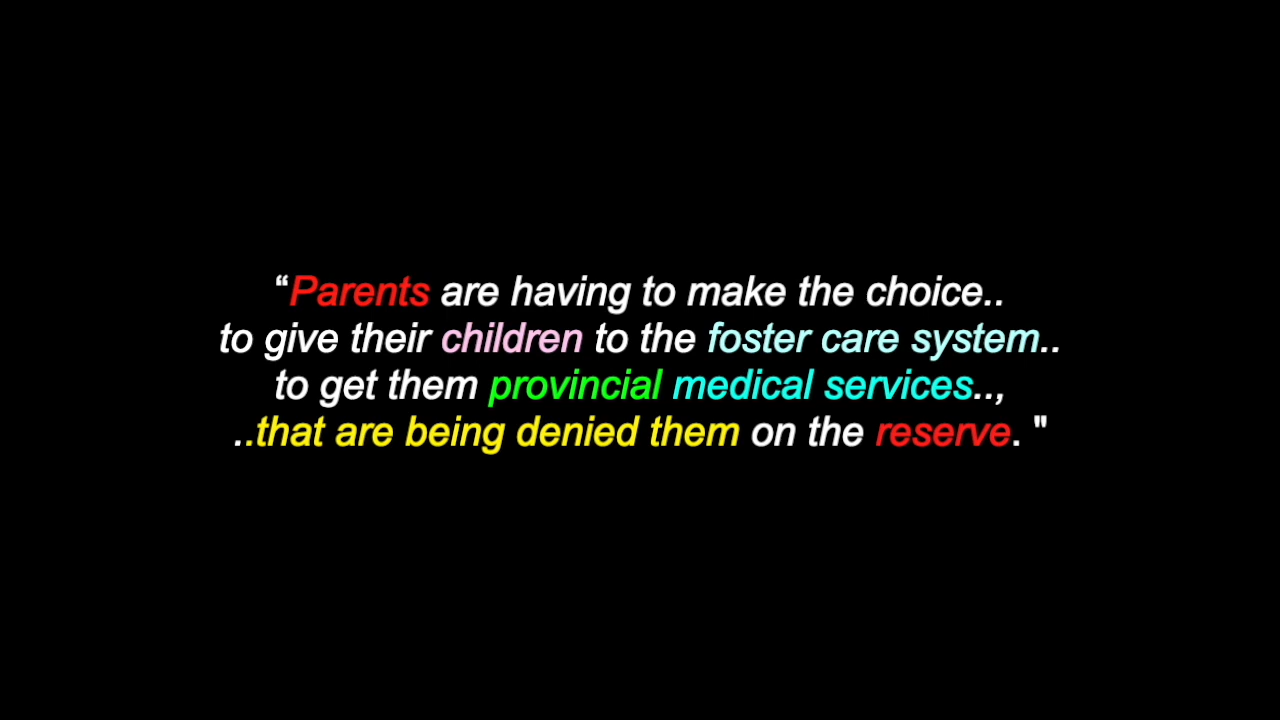 “Parents are having to make the choice..
to give their children to the foster care system..
to get them provincial medical services..,
..that are being denied them on the reserve. "